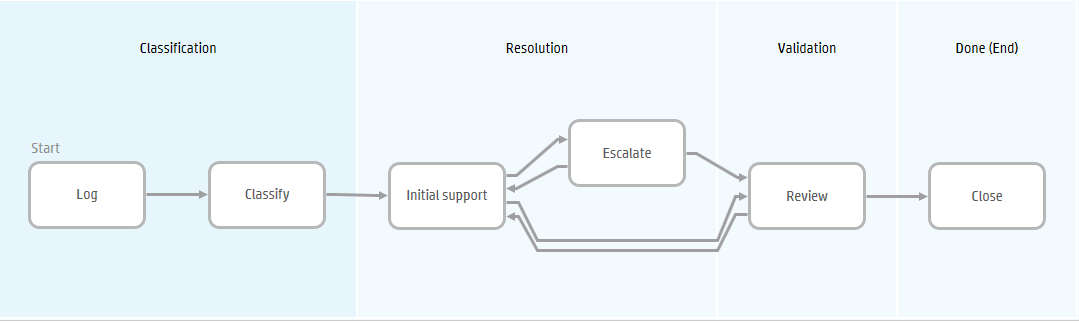 Classification
Resolution
Validation
Done (End)
Start
Log
Classify
Initial support
Escalate
Review
Close